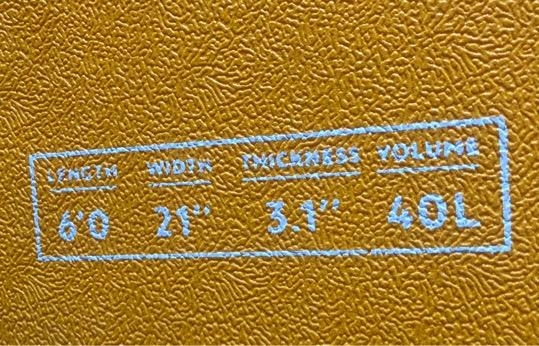 LENGTH WIDTH THICKNESS VOLUME
6'0 21" 3.1" 40L